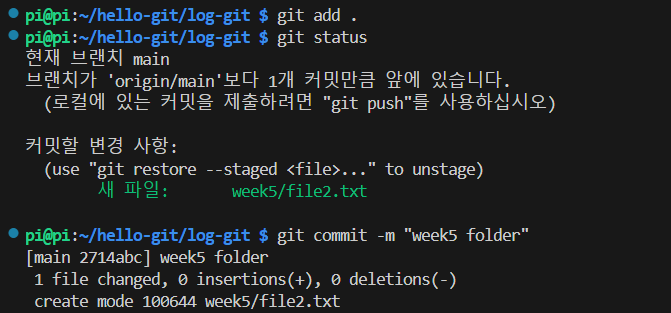 pi@pi:~/hello-git/log-git $ git add .
pi@pi:~/hello-git/log-git $ git status
현재 브랜치 main
브랜치가 'origin/main'보다 1개 커밋만큼 앞에 있습니다.
  (로컬에 있는 커밋을 제출하려면 "git push"를 사용하십시오)

커밋할 변경 사항:
  (use "git restore --staged <file>..." to unstage)
        새 파일:       week5/file2.txt

pi@pi:~/hello-git/log-git $ git commit -m "week5 folder"
[main 2714abc] week5 folder
 1 file changed, 0 insertions(+), 0 deletions(-)
 create mode 100644 week5/file2.txt